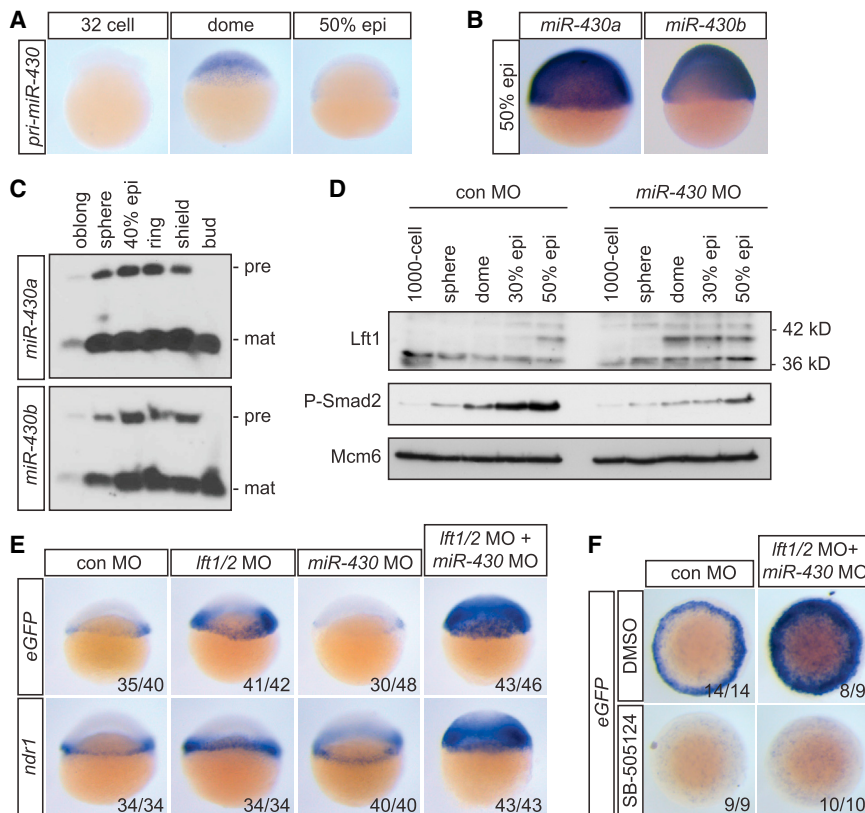 A
32 cell
dome
50% epi
pri-miR-430
B
miR-430a
miR-430b
50% epi
C
oblong
sphere
40% epi
ring
shield
bud
miR-430a
- pre
- mat
miR-430b
- pre
- mat
D
con MO
miR-430 MO
1000-cell
sphere
dome
30% epi
50% epi
1000-cell
sphere
dome
30% epi
50% epi
Lft1
- 42 kD
- 36 kD
P-Smad2
Mcm6
E
con MO
lft1/2 MO
miR-430 MO
lft1/2 MO +
miR-430 MO
eGFP
35/40
41/42
30/48
43/46
ndr1
34/34
34/34
40/40
43/43
F
con MO
lft1/2 MO+
miR-430 MO
eGFP
DMSO
14/14
8/9
SB-505124
9/9
10/10